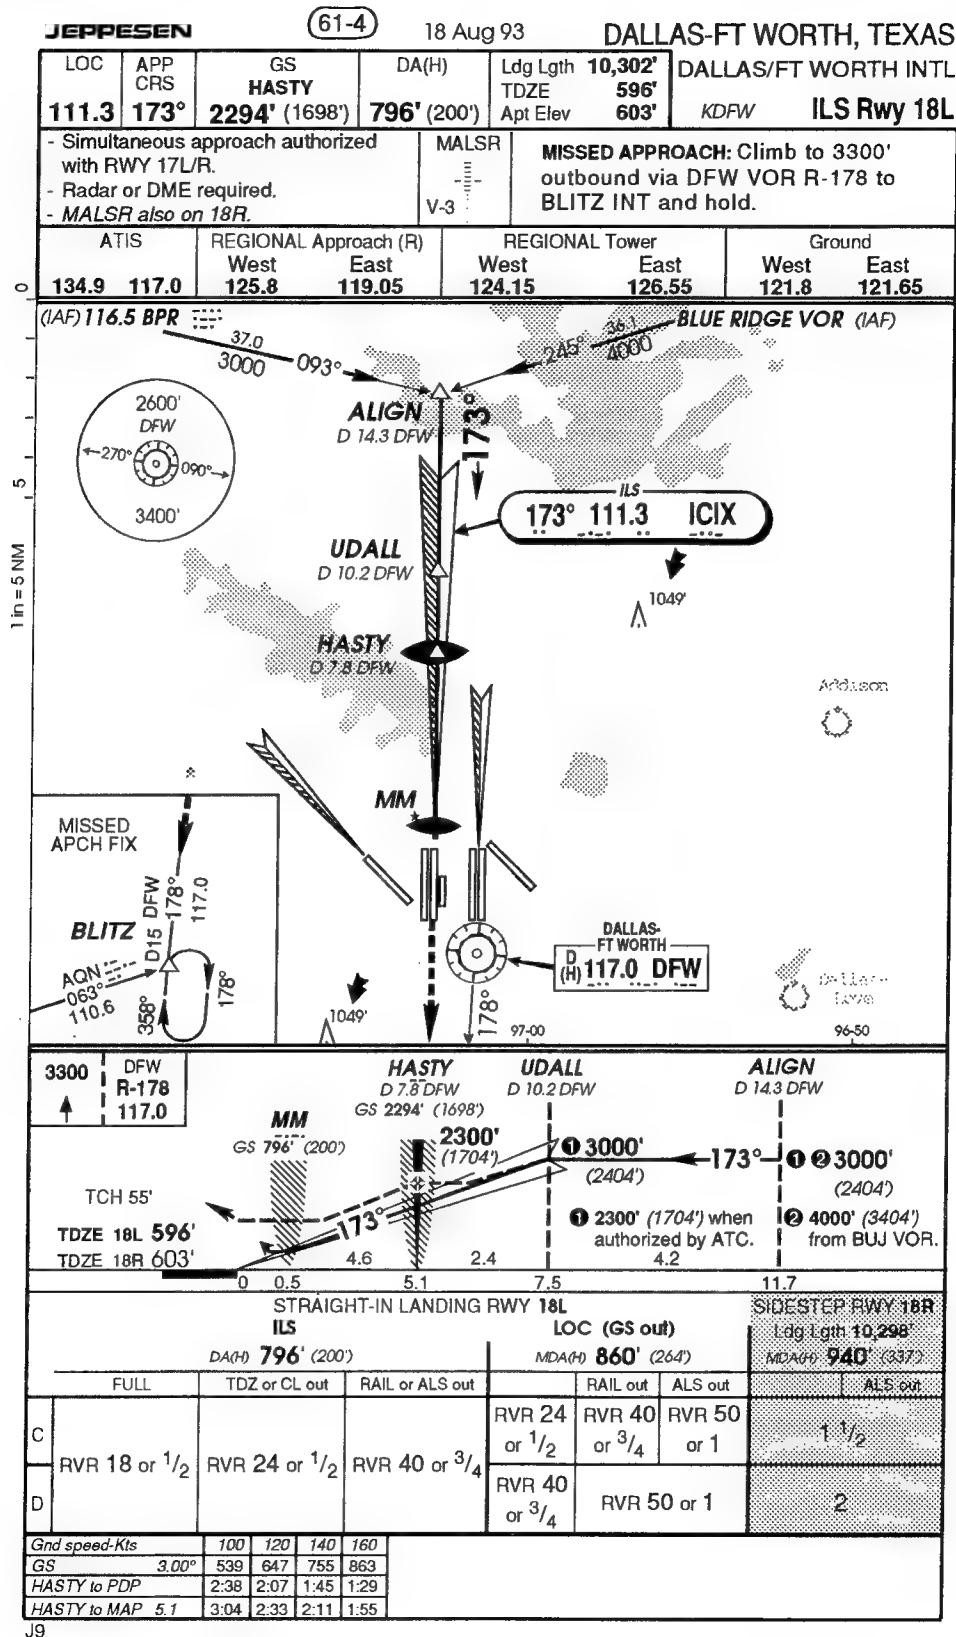 JEPPESEN 61-4 18 Aug 93 DALLAS-FT WORTH, TEXAS
LOC 111.3
APP CRS 173°
GS HASTY 2294' (1698')
DA(H) 796' (200')
Ldg Lgth 10,302'
TDZE 596'
Apt Elev 603'
DALLAS/FT WORTH INTL
KDFW ILS Rwy 18L
- Simultaneous approach authorized
with RWY 17L/R.
- Radar or DME required.
- MALSR also on 18R.
MALSR
V-3
MISSED APPROACH: Climb to 3300'
outbound via DFW VOR R-178 to
BLITZ INT and hold.
ATIS
134.9 117.0
REGIONAL Approach (R)
West East
125.8 119.05
REGIONAL Tower
West East
124.15 126.55
Ground
West East
121.8 121.65
0
5
1 in = 5 NM
(IAF) 116.5 BPR
37.0
3000 093°
BLUE RIDGE VOR (IAF)
36.1
245° 4000
ALIGN
D 14.3 DFW
173°
2600'
DFW
270° 090°
3400'
ILS
173° 111.3 ICIX
UDALL
D 10.2 DFW
1049'
HASTY
D 7.8 DFW
Addison
MM
MISSED
APCH FIX
D15 DFW
178°
117.0
BLITZ
AQN
063°
110.6
358°
178°
DALLAS-
FT WORTH
D
(H) 117.0 DFW
178°
1049'
Dallas-
Love
97-00
96-50
3300
DFW
R-178
117.0
HASTY
D 7.8 DFW
GS 2294' (1698')
UDALL
D 10.2 DFW
ALIGN
D 14.3 DFW
MM
GS 796' (200')
2300'
(1704')
1 3000'
(2404')
173°
1 2 3000'
(2404')
TCH 55'
TDZE 18L 596'
TDZE 18R 603'
173°
1 2300' (1704') when
authorized by ATC.
2 4000' (3404')
from BUJ VOR.
4.6 2.4 4.2
0 0.5 5.1 7.5 11.7
STRAIGHT-IN LANDING RWY 18L
ILS
DA(H) 796' (200')
LOC (GS out)
MDA(H) 860' (264')
SIDESTEP RWY 18R
Ldg Lgth 10,298'
MDA(H) 940' (337')
FULL TDZ or CL out RAIL or ALS out RAIL out ALS out ALS out
C
D
RVR 18 or 1/2
RVR 24 or 1/2
RVR 40 or 3/4
RVR 24
or 1/2
RVR 40
or 3/4
RVR 50
or 1
1 1/2
RVR 40
or 3/4
RVR 50 or 1
2
Gnd speed-Kts 100 120 140 160
GS 3.00° 539 647 755 863
HASTY to PDP 2:38 2:07 1:45 1:29
HASTY to MAP 5.1 3:04 2:33 2:11 1:55
J9